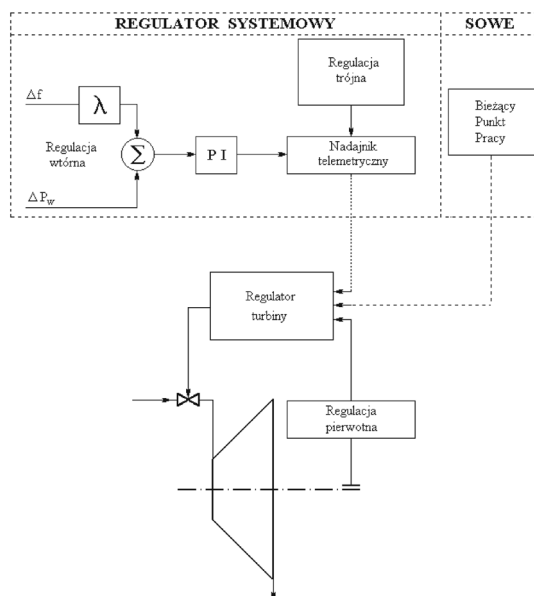 REGULATOR SYSTEMOWY
SOWE
Δf
λ
Regulacja
wtórna
Σ
P I
ΔPw
Regulacja
trójna
Nadajnik
telemetryczny
Bieżący
Punkt
Pracy
Regulator
turbiny
Regulacja
pierwotna